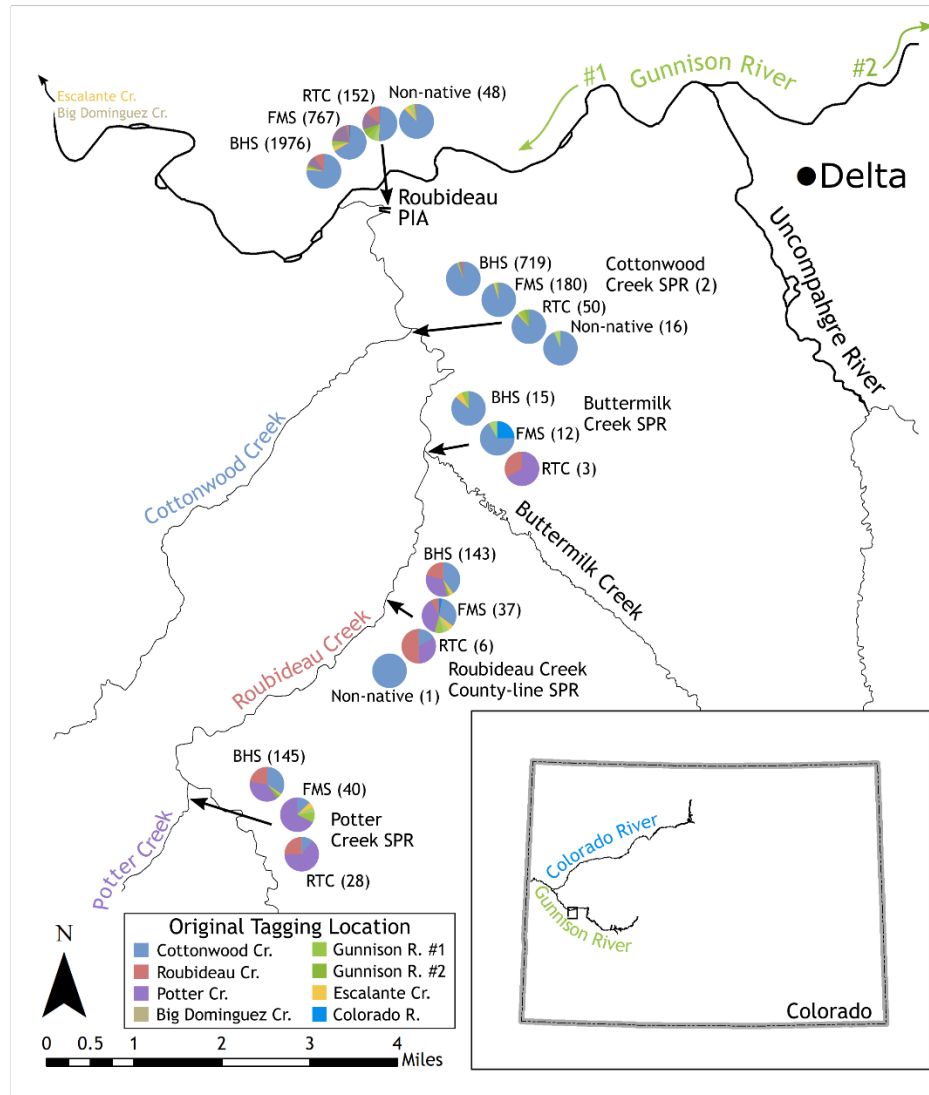 #1
Gunnison River
#2
Escalante Cr.
Big Dominguez Cr.
RTC (152)
Non-native (48)
FMS (767)
BHS (1976)
Roubideau
PIA
Delta
Uncompahgre River
BHS (719)
FMS (180)
RTC (50)
Non-native (16)
Cottonwood
Creek SPR (2)
Cottonwood Creek
BHS (15)
FMS (12)
RTC (3)
Buttermilk
Creek SPR
Buttermilk Creek
BHS (143)
FMS (37)
RTC (6)
Non-native (1)
Roubideau Creek
County-line SPR
Roubideau Creek
BHS (145)
FMS (40)
RTC (28)
Potter
Creek SPR
Potter Creek
N
Original Tagging Location
Cottonwood Cr.
Roubideau Cr.
Potter Cr.
Big Dominguez Cr.
Gunnison R. #1
Gunnison R. #2
Escalante Cr.
Colorado R.
0 0.5 1 2 3 4
Miles
Colorado River
Gunnison River
Colorado